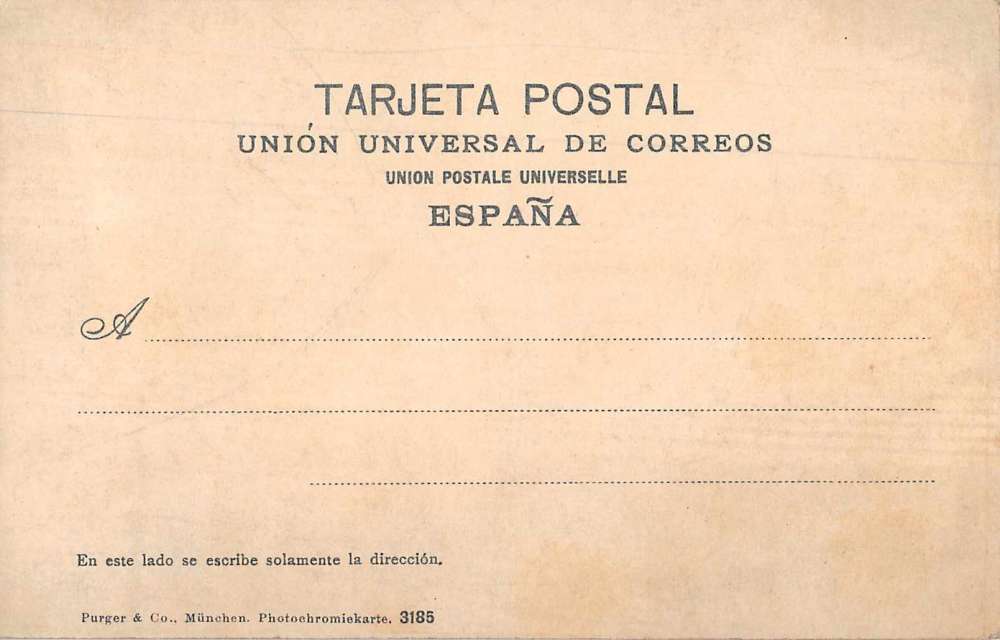 TARJETA POSTAL
UNIÓN UNIVERSAL DE CORREOS
UNION POSTALE UNIVERSELLE
ESPAÑA
A
En este lado se escribe solamente la dirección.
Purger & Co., München. Photochromiekarte. 3185